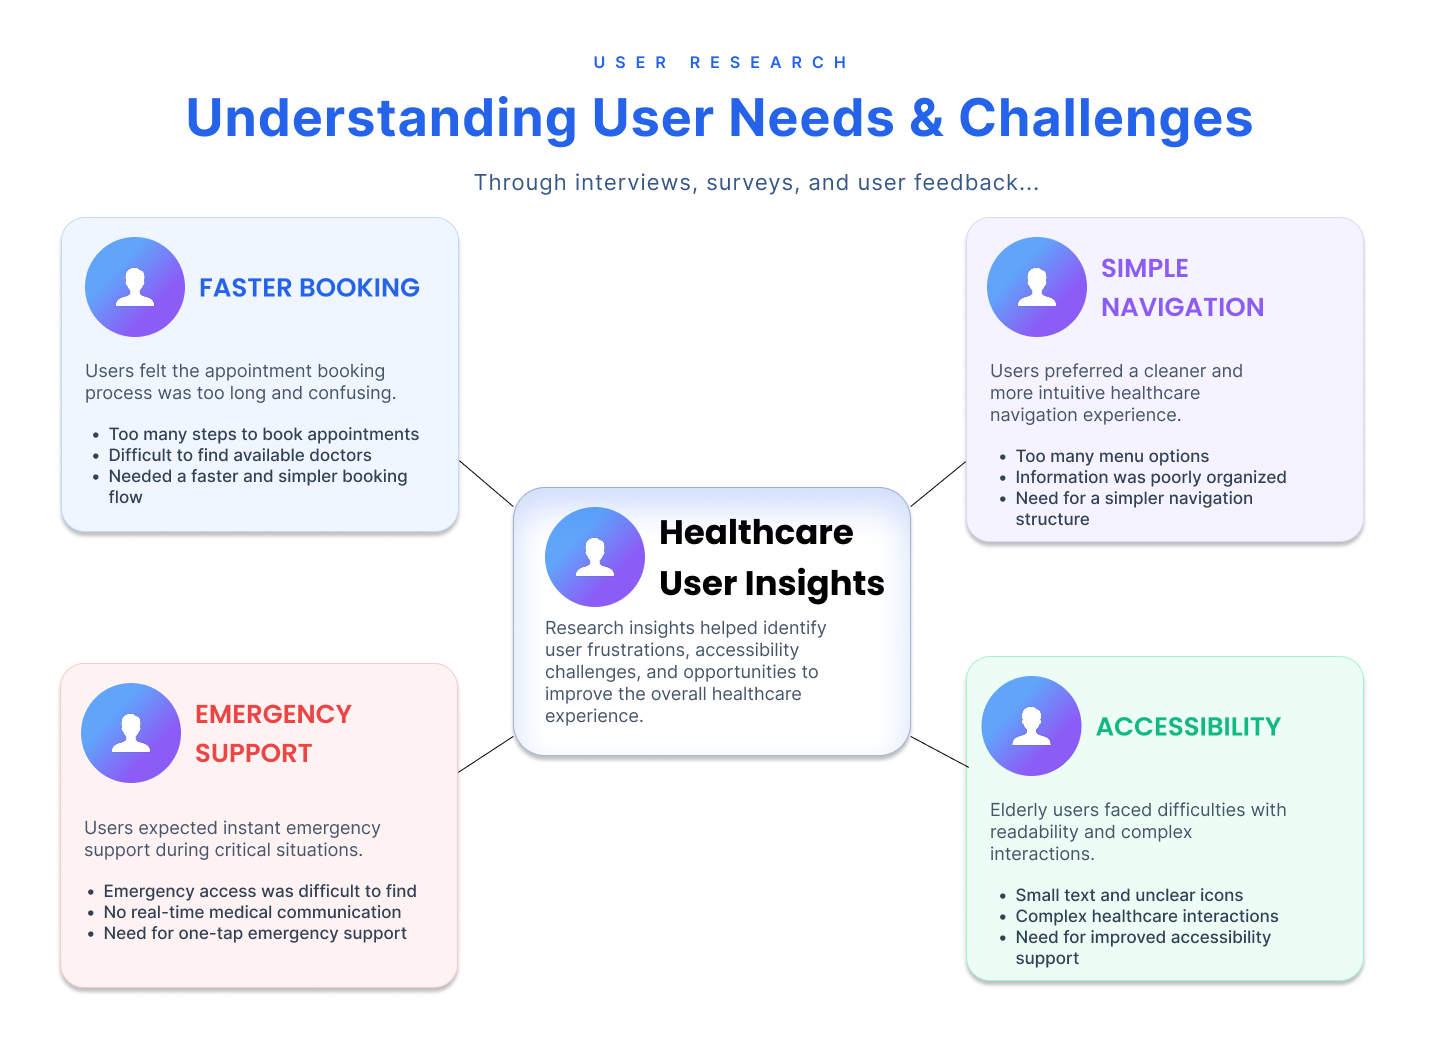 USER RESEARCH
Understanding User Needs & Challenges
Through interviews, surveys, and user feedback...
FASTER BOOKING
Users felt the appointment booking
process was too long and confusing.
• Too many steps to book appointments
• Difficult to find available doctors
• Needed a faster and simpler booking
flow
SIMPLE
NAVIGATION
Users preferred a cleaner and
more intuitive healthcare
navigation experience.
• Too many menu options
• Information was poorly organized
• Need for a simpler navigation
structure
Healthcare
User Insights
Research insights helped identify
user frustrations, accessibility
challenges, and opportunities to
improve the overall healthcare
experience.
EMERGENCY
SUPPORT
Users expected instant emergency
support during critical situations.
• Emergency access was difficult to find
• No real-time medical communication
• Need for one-tap emergency support
ACCESSIBILITY
Elderly users faced difficulties with
readability and complex
interactions.
• Small text and unclear icons
• Complex healthcare interactions
• Need for improved accessibility
support